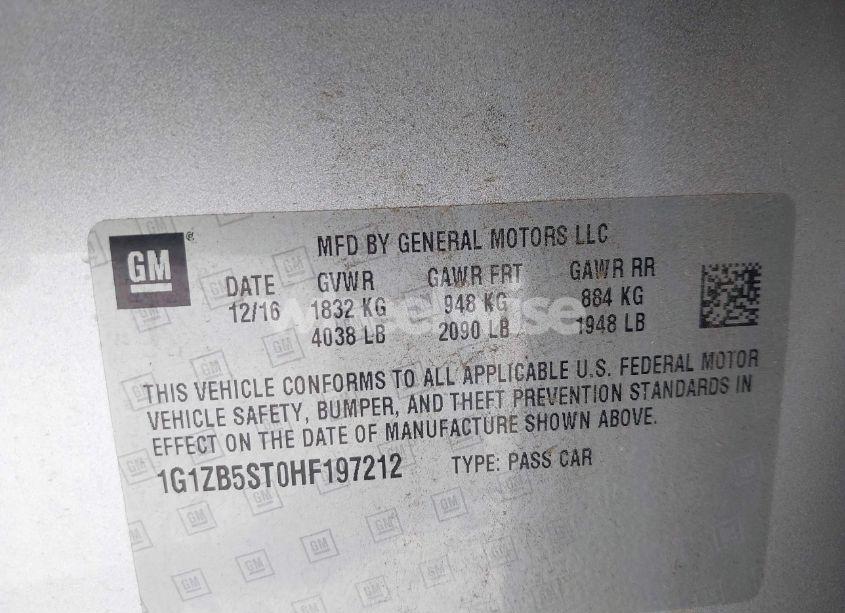 GM
MFD BY GENERAL MOTORS LLC
DATE GVWR GAWR FRT GAWR RR
12/16 1832 KG 948 KG 884 KG
4038 LB 2090 LB 1948 LB
THIS VEHICLE CONFORMS TO ALL APPLICABLE U.S. FEDERAL MOTOR
VEHICLE SAFETY, BUMPER, AND THEFT PREVENTION STANDARDS IN
EFFECT ON THE DATE OF MANUFACTURE SHOWN ABOVE.
1G1ZB5ST0HF197212 TYPE: PASS CAR